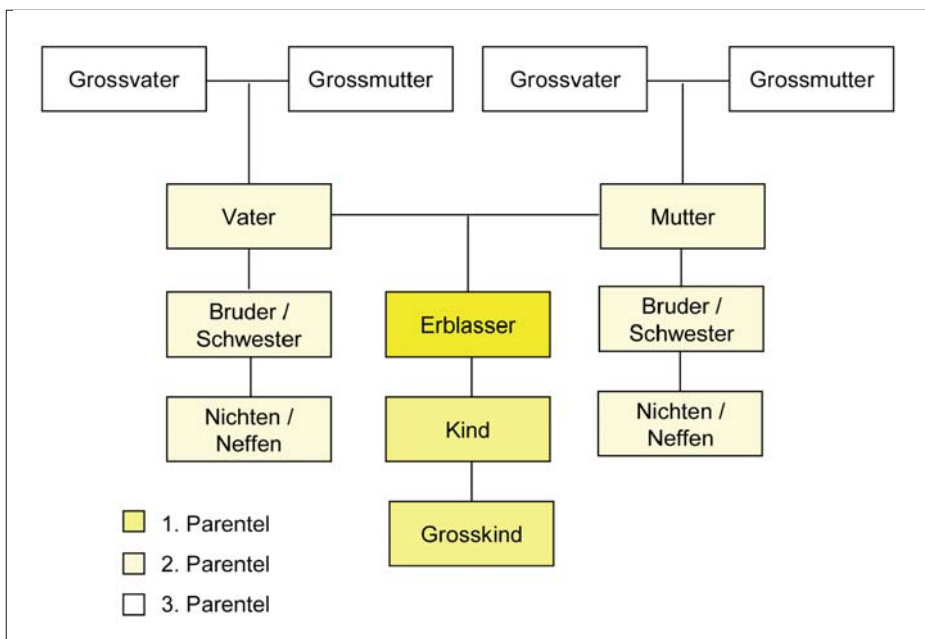 Grossvater
Grossmutter
Grossvater
Grossmutter
Vater
Mutter
Bruder /
Schwester
Erblasser
Bruder /
Schwester
Nichten /
Neffen
Kind
Nichten /
Neffen
Grosskind
1. Parentel
2. Parentel
3. Parentel